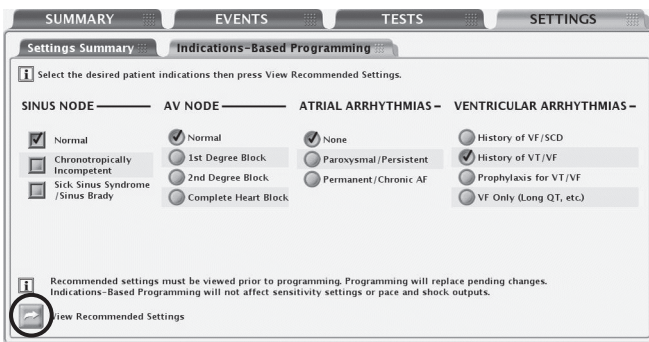 SUMMARY EVENTS TESTS SETTINGS
Settings Summary Indications-Based Programming
i Select the desired patient indications then press View Recommended Settings.
SINUS NODE AV NODE ATRIAL ARRHYTHMIAS – VENTRICULAR ARRHYTHMIAS –
Normal Normal None History of VF/SCD
Chronotropically Incompetent 1st Degree Block Paroxysmal/Persistent History of VT/VF
Sick Sinus Syndrome /Sinus Brady 2nd Degree Block Permanent/Chronic AF Prophylaxis for VT/VF
Complete Heart Block VF Only (Long QT, etc.)
i Recommended settings must be viewed prior to programming. Programming will replace pending changes.
Indications-Based Programming will not affect sensitivity settings or pace and shock outputs.
View Recommended Settings